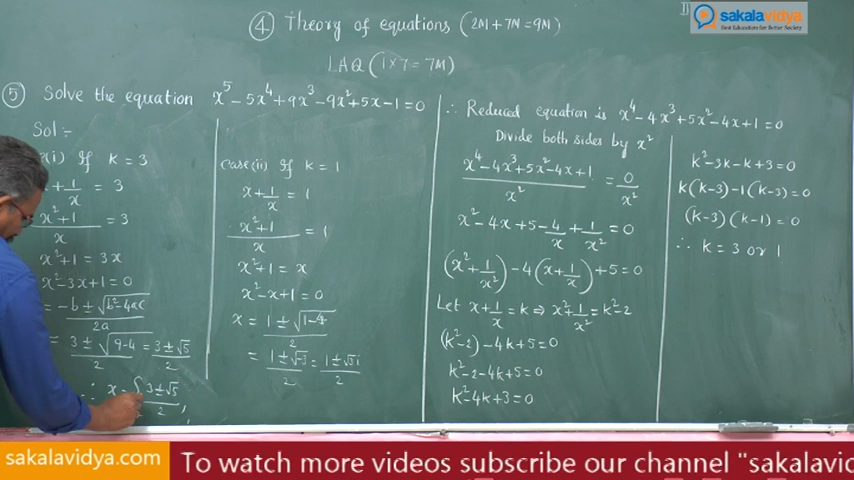 ④ Theory of equations (2M + 7M = 9M)
sakalavidya
Best Education for Better Society
LAQ (1×7 = 7M)
⑤ Solve the equation x⁵ – 5x⁴ + 9x³ – 9x² + 5x – 1 = 0
Sol :-
e(i) If k = 3
x + 1/x = 3
x² + 1 / x = 3
x² + 1 = 3x
x² – 3x + 1 = 0
= –b ± √(b² – 4ac) / 2a
= 3 ± √(9 – 4) / 2 = 3 ± √5 / 2
∴ x = { 3 ± √5 / 2 ,
case(ii) If k = 1
x + 1/x = 1
x² + 1 / x = 1
x² + 1 = x
x² – x + 1 = 0
x = 1 ± √(1 – 4) / 2
= 1 ± √–3 / 2 = 1 ± √3 i / 2
∴ Reduced equation is x⁴ – 4x³ + 5x² – 4x + 1 = 0
Divide both sides by x²
x⁴ – 4x³ + 5x² – 4x + 1 / x² = 0 / x²
x² – 4x + 5 – 4/x + 1/x² = 0
(x² + 1/x²) – 4(x + 1/x) + 5 = 0
Let x + 1/x = k ⇒ x² + 1/x² = k² – 2
(k² – 2) – 4k + 5 = 0
k² – 2 – 4k + 5 = 0
k² – 4k + 3 = 0
k² – 3k – k + 3 = 0
k(k – 3) – 1(k – 3) = 0
(k – 3)(k – 1) = 0
∴ k = 3 or 1
sakalavidya.com
To watch more videos subscribe our channel "sakalavid